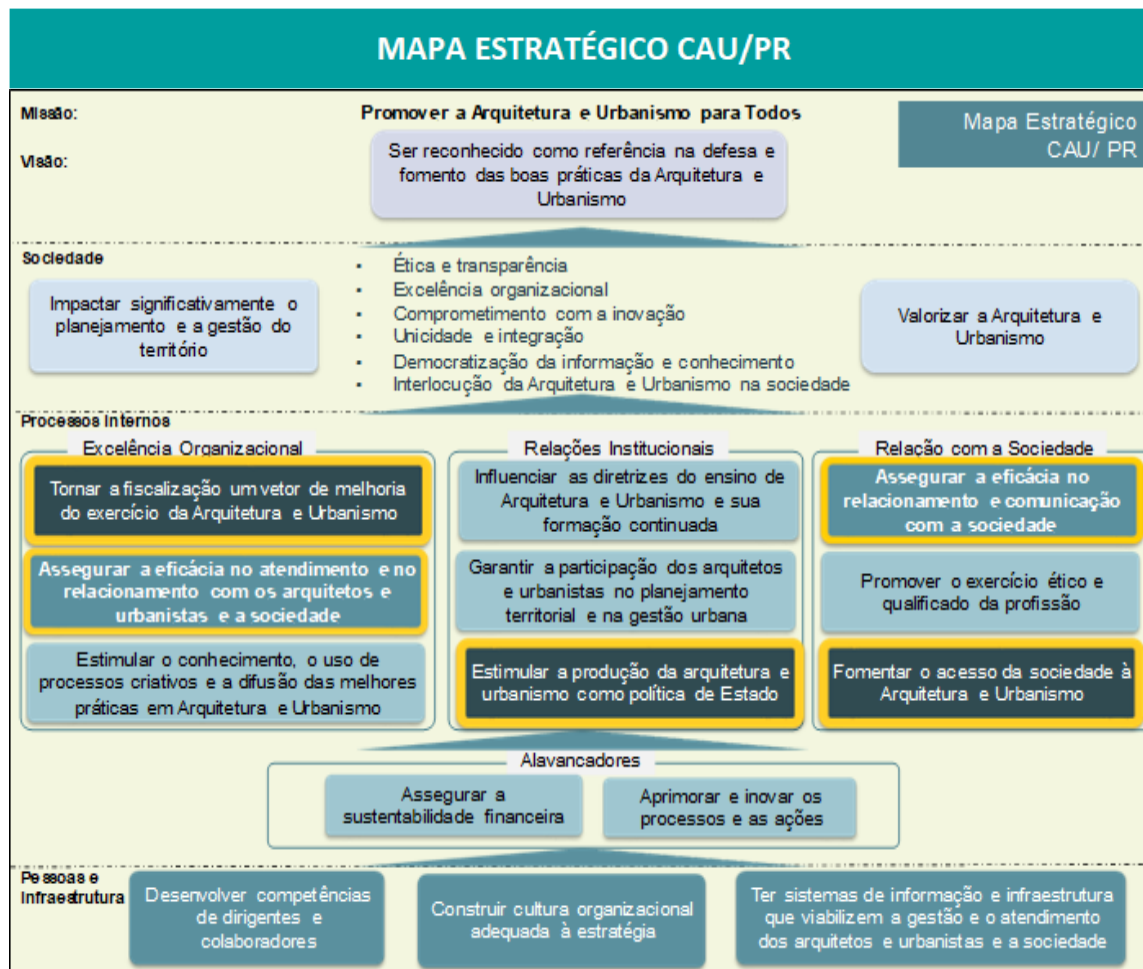 MAPA ESTRATÉGICO CAU/PR
Missão:
Promover a Arquitetura e Urbanismo para Todos
Mapa Estratégico
CAU/ PR
Visão:
Ser reconhecido como referência na defesa e
fomento das boas práticas da Arquitetura e
Urbanismo
Sociedade
Impactar significativamente o
planejamento e a gestão do
território
• Ética e transparência
• Excelência organizacional
• Comprometimento com a inovação
• Unicidade e integração
• Democratização da informação e conhecimento
• Interlocução da Arquitetura e Urbanismo na sociedade
Valorizar a Arquitetura e
Urbanismo
Processos Internos
Excelência Organizacional
Tornar a fiscalização um vetor de melhoria
do exercício da Arquitetura e Urbanismo
Assegurar a eficácia no atendimento e no
relacionamento com os arquitetos e
urbanistas e a sociedade
Estimular o conhecimento, o uso de
processos criativos e a difusão das melhores
práticas em Arquitetura e Urbanismo
Relações Institucionais
Influenciar as diretrizes do ensino de
Arquitetura e Urbanismo e sua
formação continuada
Garantir a participação dos arquitetos
e urbanistas no planejamento
territorial e na gestão urbana
Estimular a produção da arquitetura e
urbanismo como política de Estado
Relação com a Sociedade
Assegurar a eficácia no
relacionamento e comunicação
com a sociedade
Promover o exercício ético e
qualificado da profissão
Fomentar o acesso da sociedade à
Arquitetura e Urbanismo
Alavancadores
Assegurar a
sustentabilidade financeira
Aprimorar e inovar os
processos e as ações
Pessoas e
Infraestrutura
Desenvolver competências
de dirigentes e
colaboradores
Construir cultura organizacional
adequada à estratégia
Ter sistemas de informação e infraestrutura
que viabilizem a gestão e o atendimento
dos arquitetos e urbanistas e a sociedade